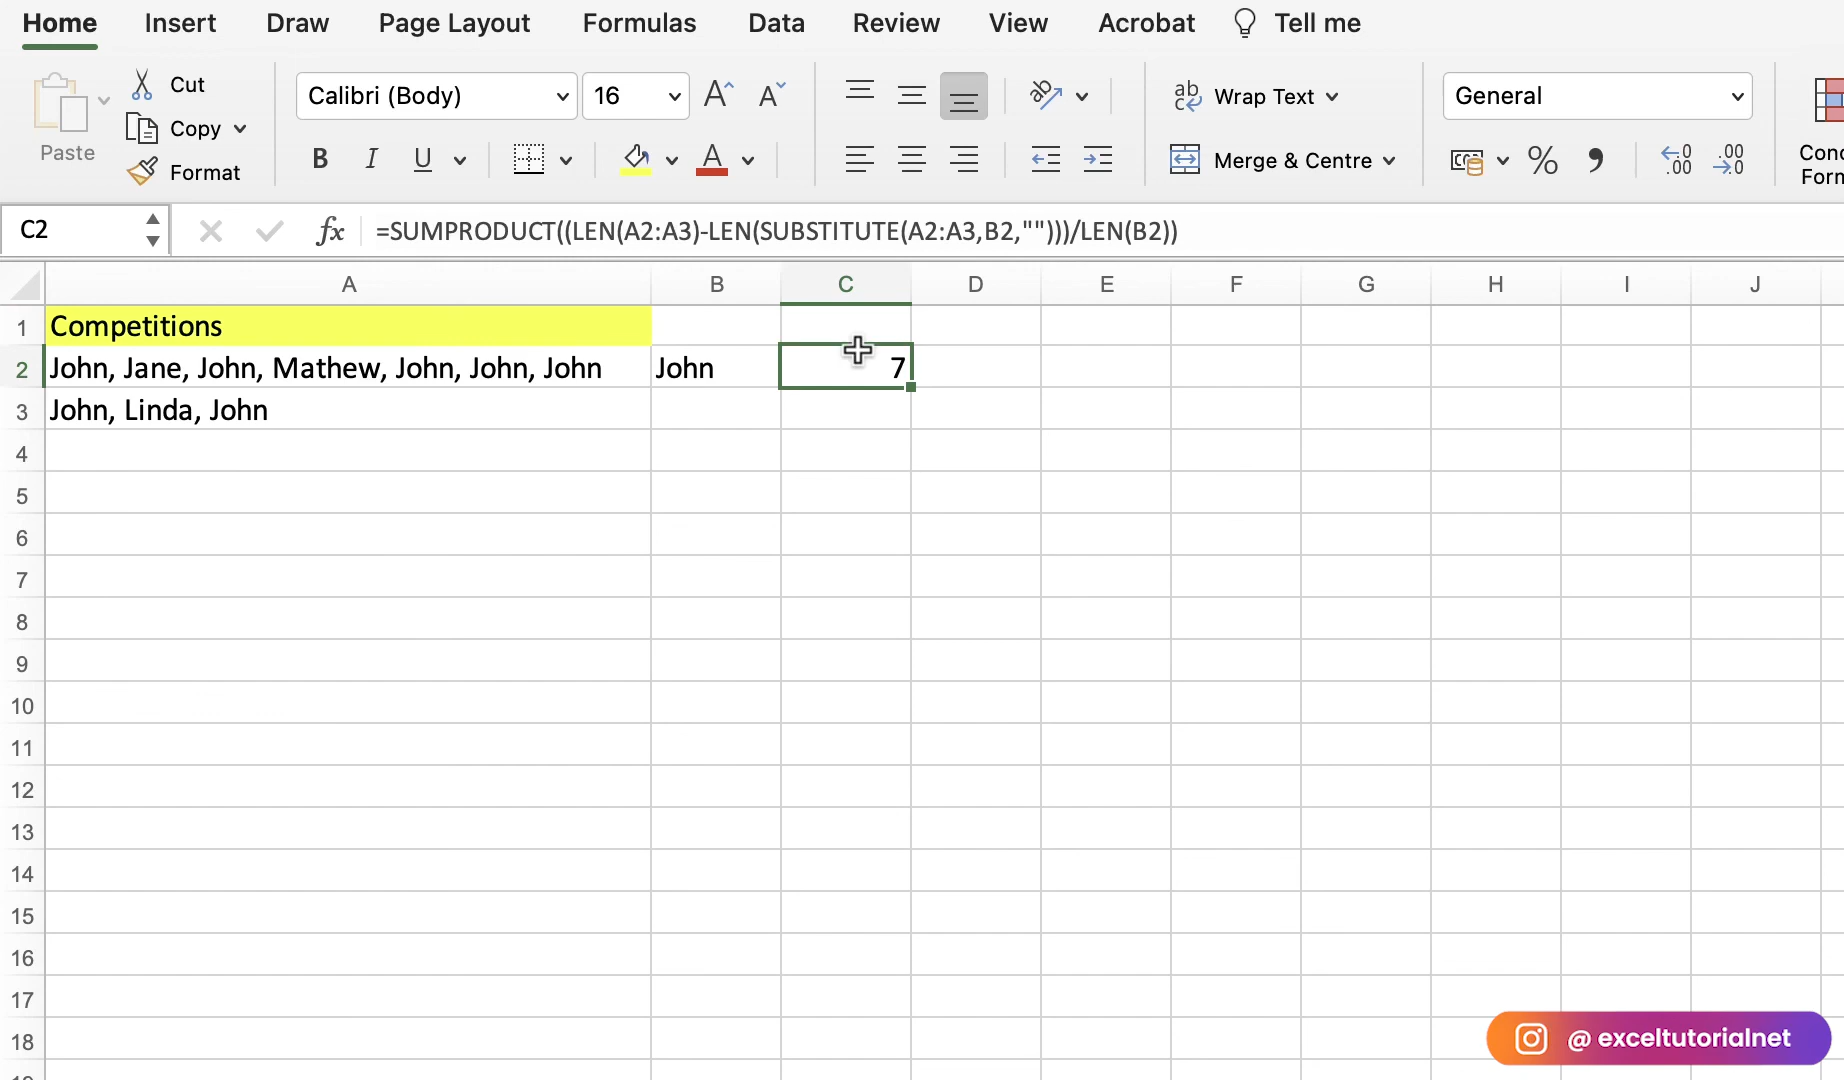 Home Insert Draw Page Layout Formulas Data Review View Acrobat Tell me
Cut
Copy
Format
Paste
Calibri (Body) 16
B I U A
Wrap Text
Merge & Centre
General
C2 fx =SUMPRODUCT((LEN(A2:A3)-LEN(SUBSTITUTE(A2:A3,B2,"")))/LEN(B2))
A B C D E F G H I J
1 Competitions
2 John, Jane, John, Mathew, John, John, John John 7
3 John, Linda, John
4
5
6
7
8
9
10
11
12
13
14
15
16
17
18
@ exceltutorialnet